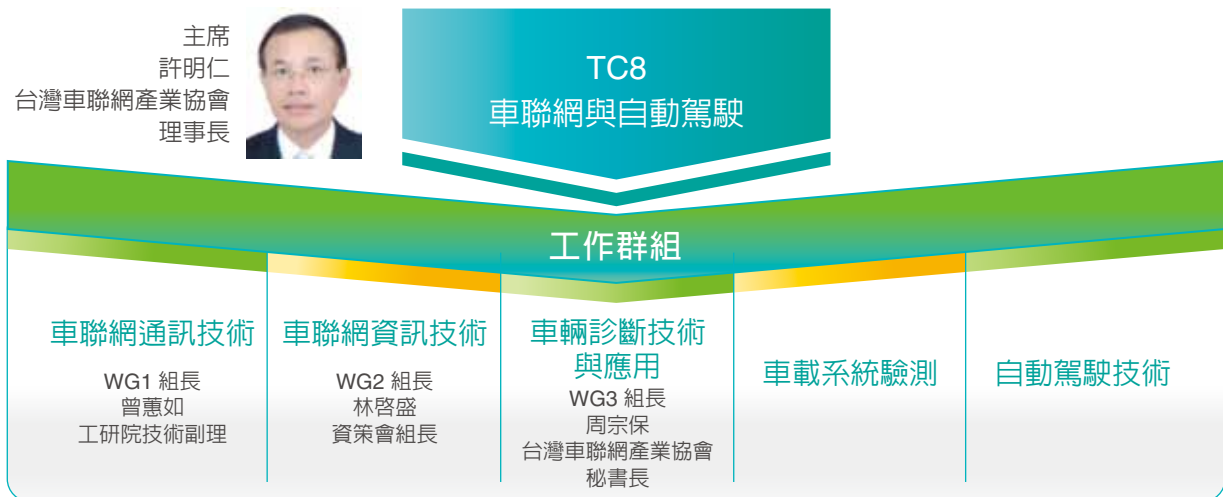 主席
許明仁
台灣車聯網產業協會
理事長
TC8
車聯網與自動駕駛
工作群組
車聯網通訊技術
WG1 組長
曾蕙如
工研院技術副理
車聯網資訊技術
WG2 組長
林啓盛
資策會組長
車輛診斷技術
與應用
WG3 組長
周宗保
台灣車聯網產業協會
秘書長
車載系統驗測
自動駕駛技術